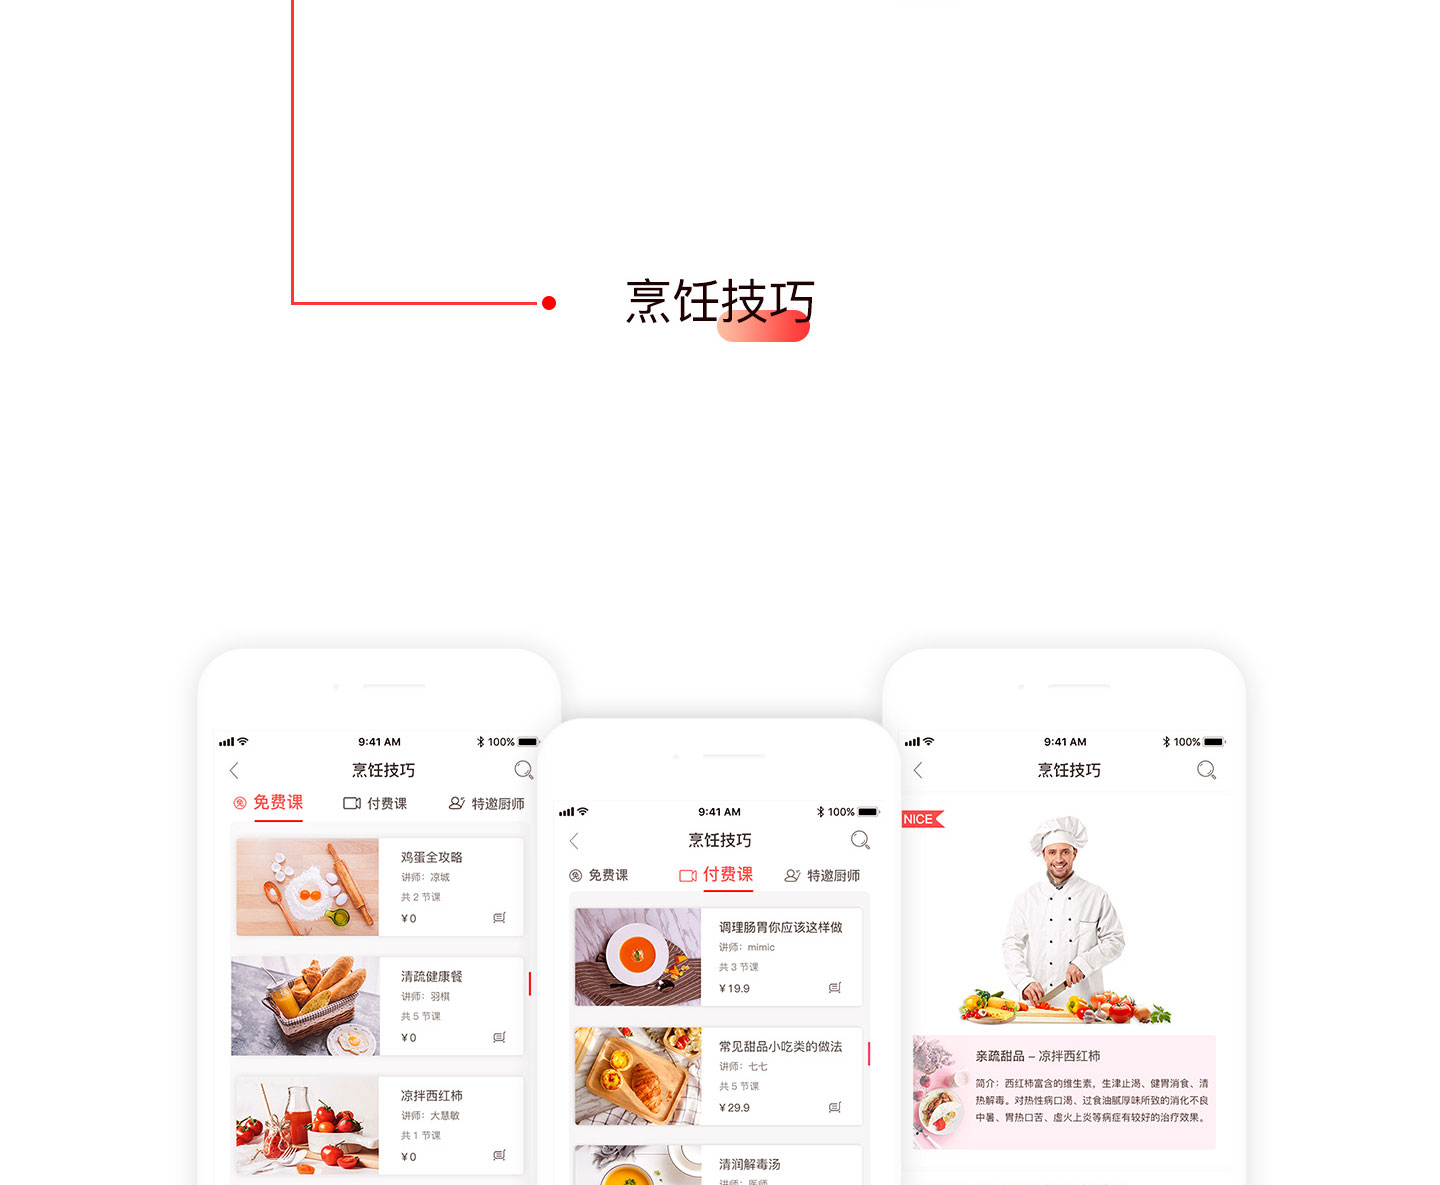 烹饪技巧
9:41 AM
100%
烹饪技巧
免费课
付费课
特邀厨师
鸡蛋全攻略
讲师：凉城
共 2 节课
¥ 0
清疏健康餐
讲师：羽棋
共 5 节课
¥ 0
凉拌西红柿
讲师：大慧敏
共 1 节课
¥ 0
9:41 AM
100%
烹饪技巧
免费课
付费课
特邀厨师
调理肠胃你应该这样做
讲师：mimic
共 3 节课
¥ 19.9
常见甜品小吃类的做法
讲师：七七
共 5 节课
¥ 29.9
清润解毒汤
9:41 AM
100%
烹饪技巧
NICE
亲疏甜品 – 凉拌西红柿
简介：西红柿富含的维生素，生津止渴、健胃消食、清
热解毒。对热性病口渴、过食油腻厚味所致的消化不良
中暑、胃热口苦、虚火上炎等病症有较好的治疗效果。